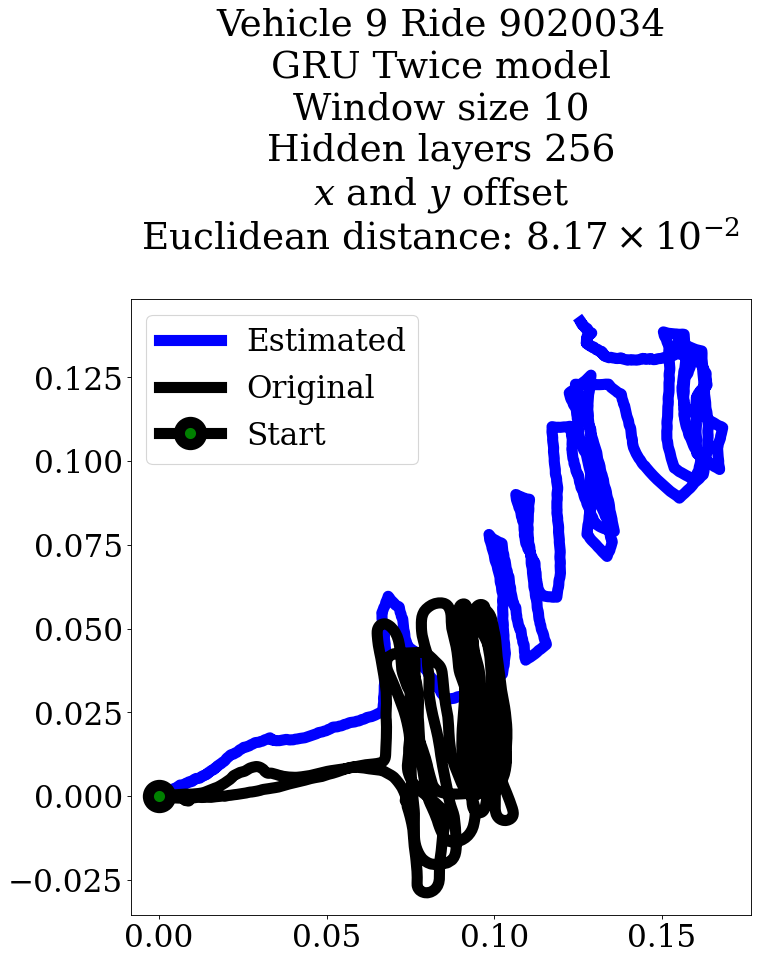 Vehicle 9 Ride 9020034
GRU Twice model
Window size 10
Hidden layers 256
x and y offset
Euclidean distance: 8.17 × 10⁻²
Estimated
Original
Start
0.125
0.100
0.075
0.050
0.025
0.000
−0.025
0.00 0.05 0.10 0.15